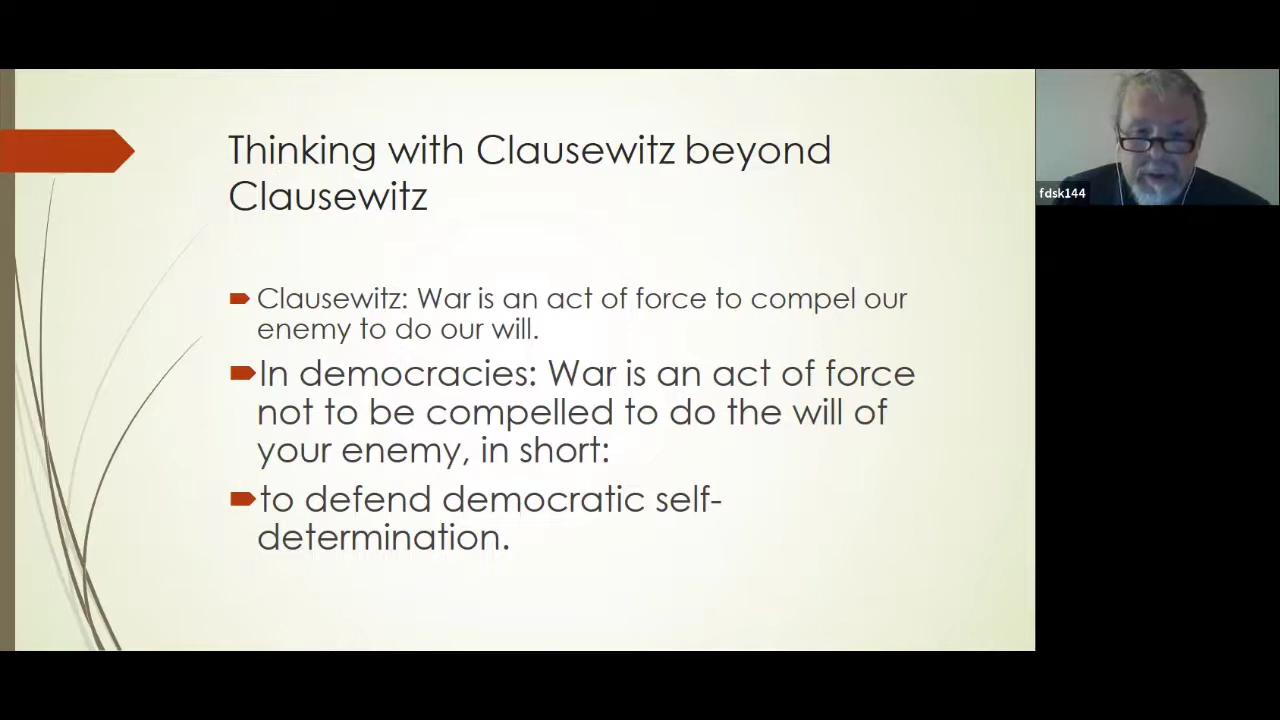 Thinking with Clausewitz beyond
Clausewitz
Clausewitz: War is an act of force to compel our
enemy to do our will.
In democracies: War is an act of force
not to be compelled to do the will of
your enemy, in short:
to defend democratic self-
determination.
fdsk144